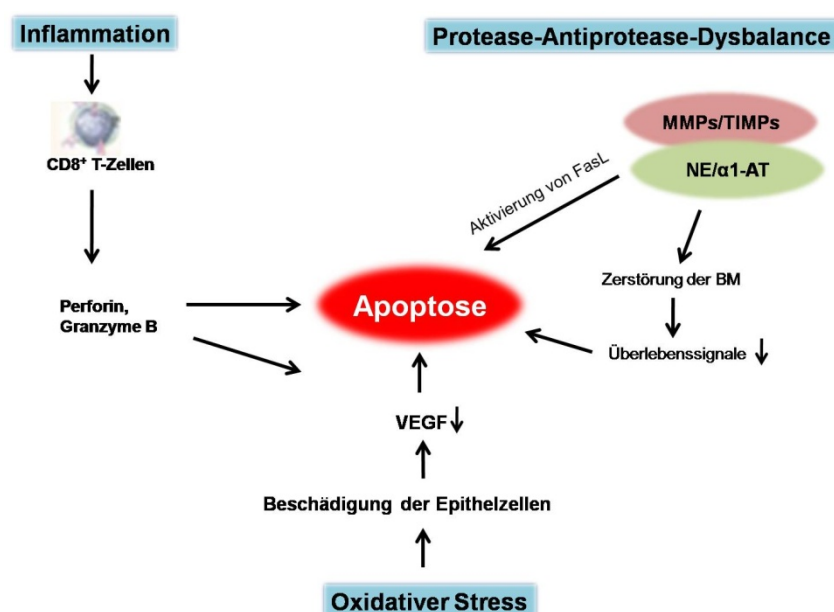 Inflammation
Protease-Antiprotease-Dysbalance
MMPs/TIMPs
CD8⁺ T-Zellen
NE/α1-AT
Aktivierung von FasL
Zerstörung der BM
Apoptose
Perforin,
Granzyme B
Überlebenssignale
VEGF
Beschädigung der Epithelzellen
Oxidativer Stress